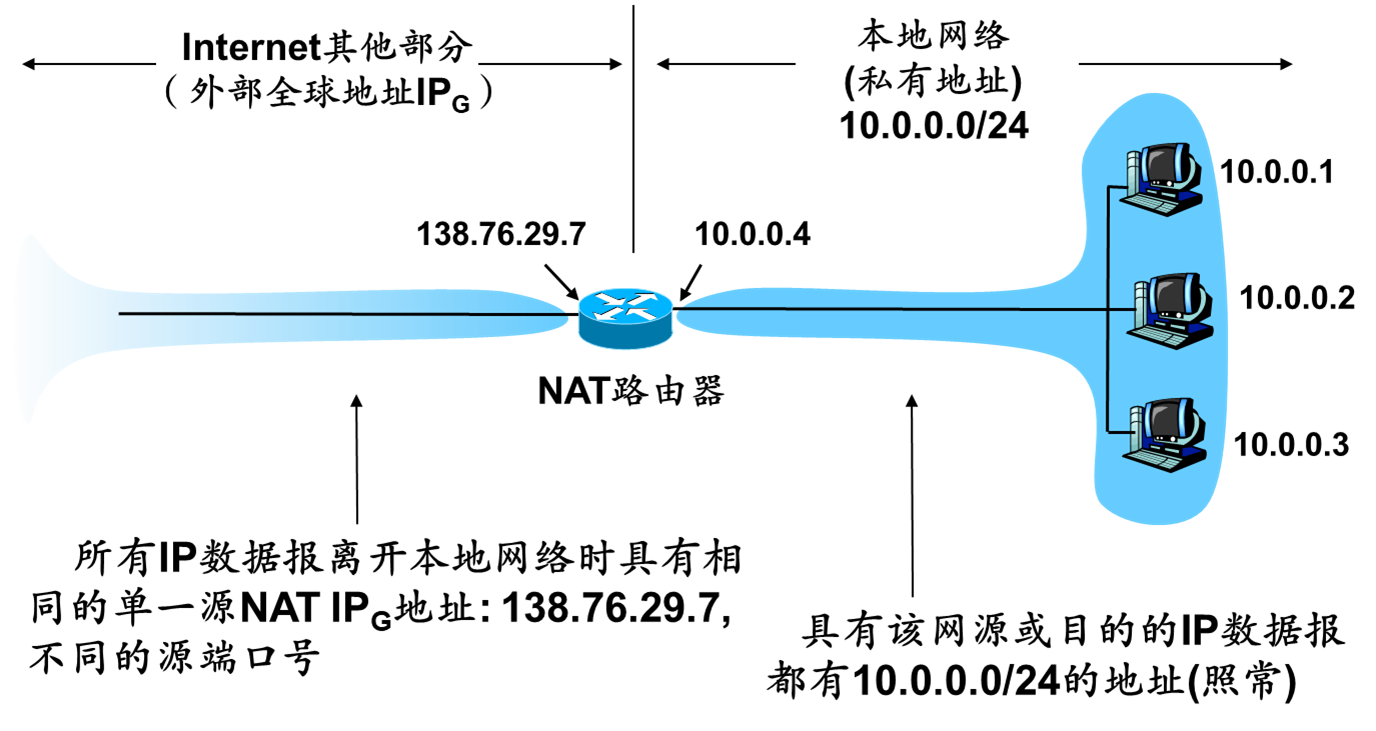 Internet其他部分
（外部全球地址IPG）
本地网络
(私有地址)
10.0.0.0/24
10.0.0.1
138.76.29.7
10.0.0.4
10.0.0.2
NAT路由器
10.0.0.3
所有IP数据报离开本地网络时具有相
同的单一源NAT IPG地址: 138.76.29.7,
不同的源端口号
具有该网源或目的的IP数据报
都有10.0.0.0/24的地址(照常)